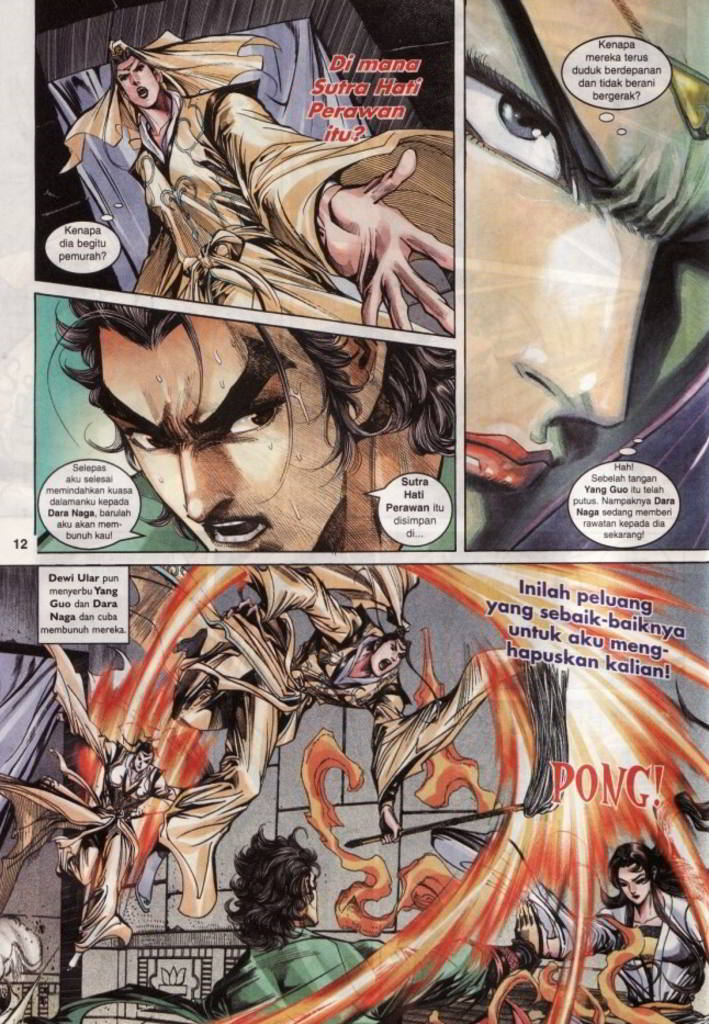 Di mana
Sutra Hati
Perawan
itu?
Kenapa
dia begitu
pemurah?
Kenapa
mereka terus
duduk berdepanan
dan tidak berani
bergerak?
Selepas
aku selesai
memindahkan kuasa
dalamanku kepada
Dara Naga, barulah
aku akan mem-
bunuh kau!
Sutra
Hati
Perawan itu
disimpan
di...
Hah!
Sebelah tangan
Yang Guo itu telah
putus. Nampaknya Dara
Naga sedang memberi
rawatan kepada dia
sekarang!
12
Dewi Ular pun
menyerbu Yang
Guo dan Dara
Naga dan cuba
membunuh mereka.
Inilah peluang
yang sebaik-baiknya
untuk aku meng-
hapuskan kalian!
PONG!